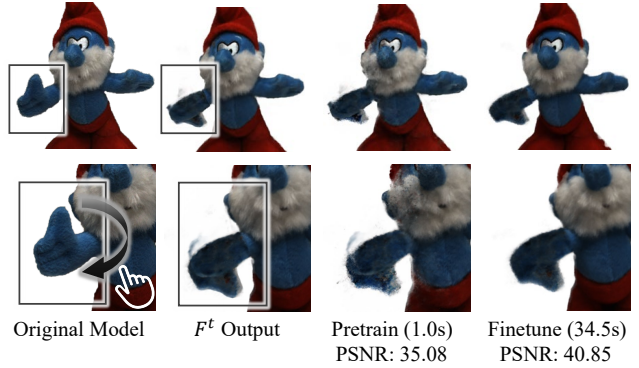 Original Model
Fᵗ Output
Pretrain (1.0s)
PSNR: 35.08
Finetune (34.5s)
PSNR: 40.85